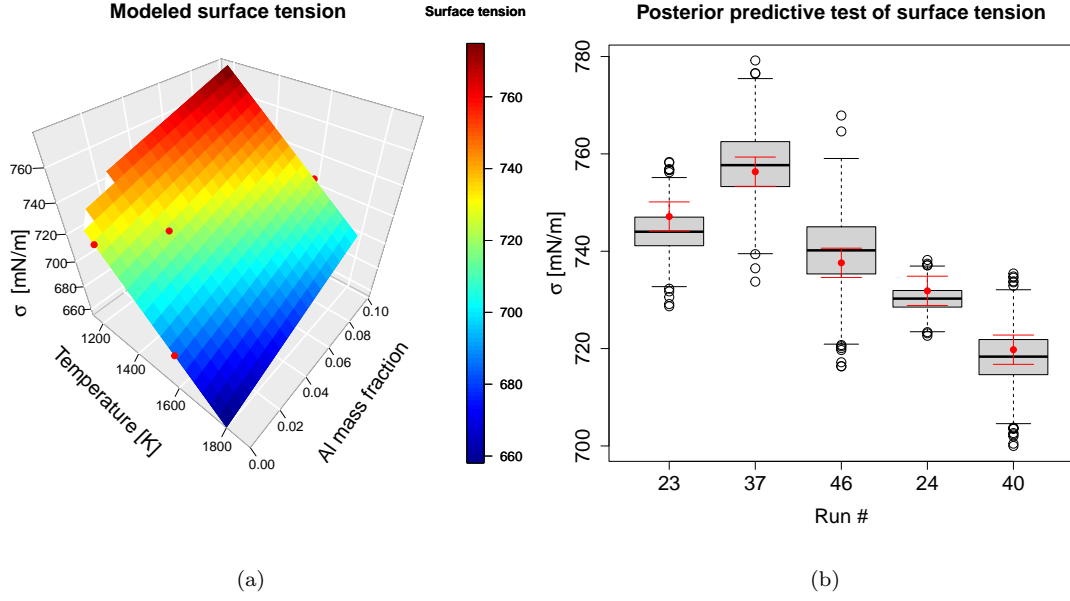 Modeled surface tension
Surface tension
760
740
720
700
680
660
σ [mN/m]
1200
1400
1600
1800
Temperature [K]
0.00
0.02
0.04
0.06
0.08
0.10
Al mass fraction
760
740
720
700
680
660
(a)
Posterior predictive test of surface tension
780
760
740
720
700
σ [mN/m]
23 37 46 24 40
Run #
(b)